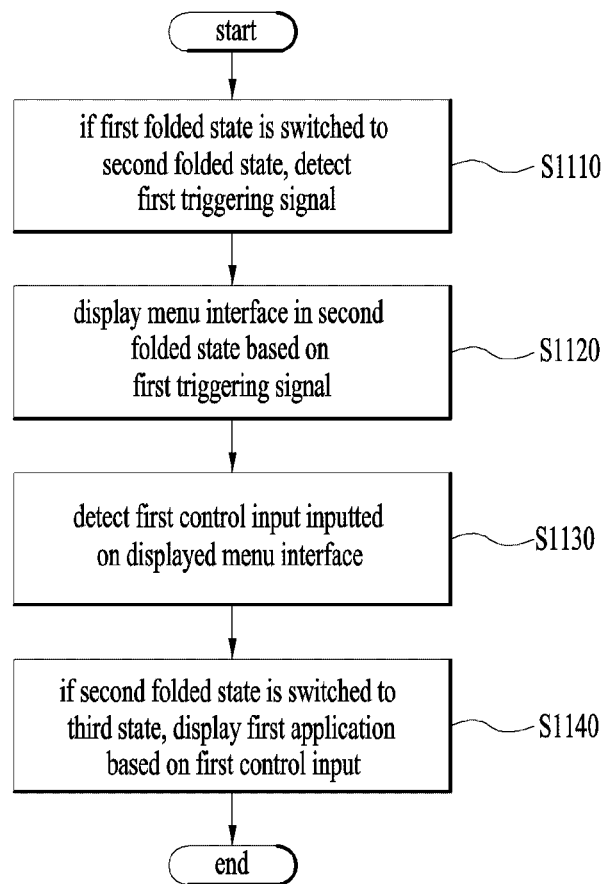 start
if first folded state is switched to
second folded state, detect
first triggering signal
S1110
display menu interface in second
folded state based on
first triggering signal
S1120
detect first control input inputted
on displayed menu interface
S1130
if second folded state is switched to
third state, display first application
based on first control input
S1140
end